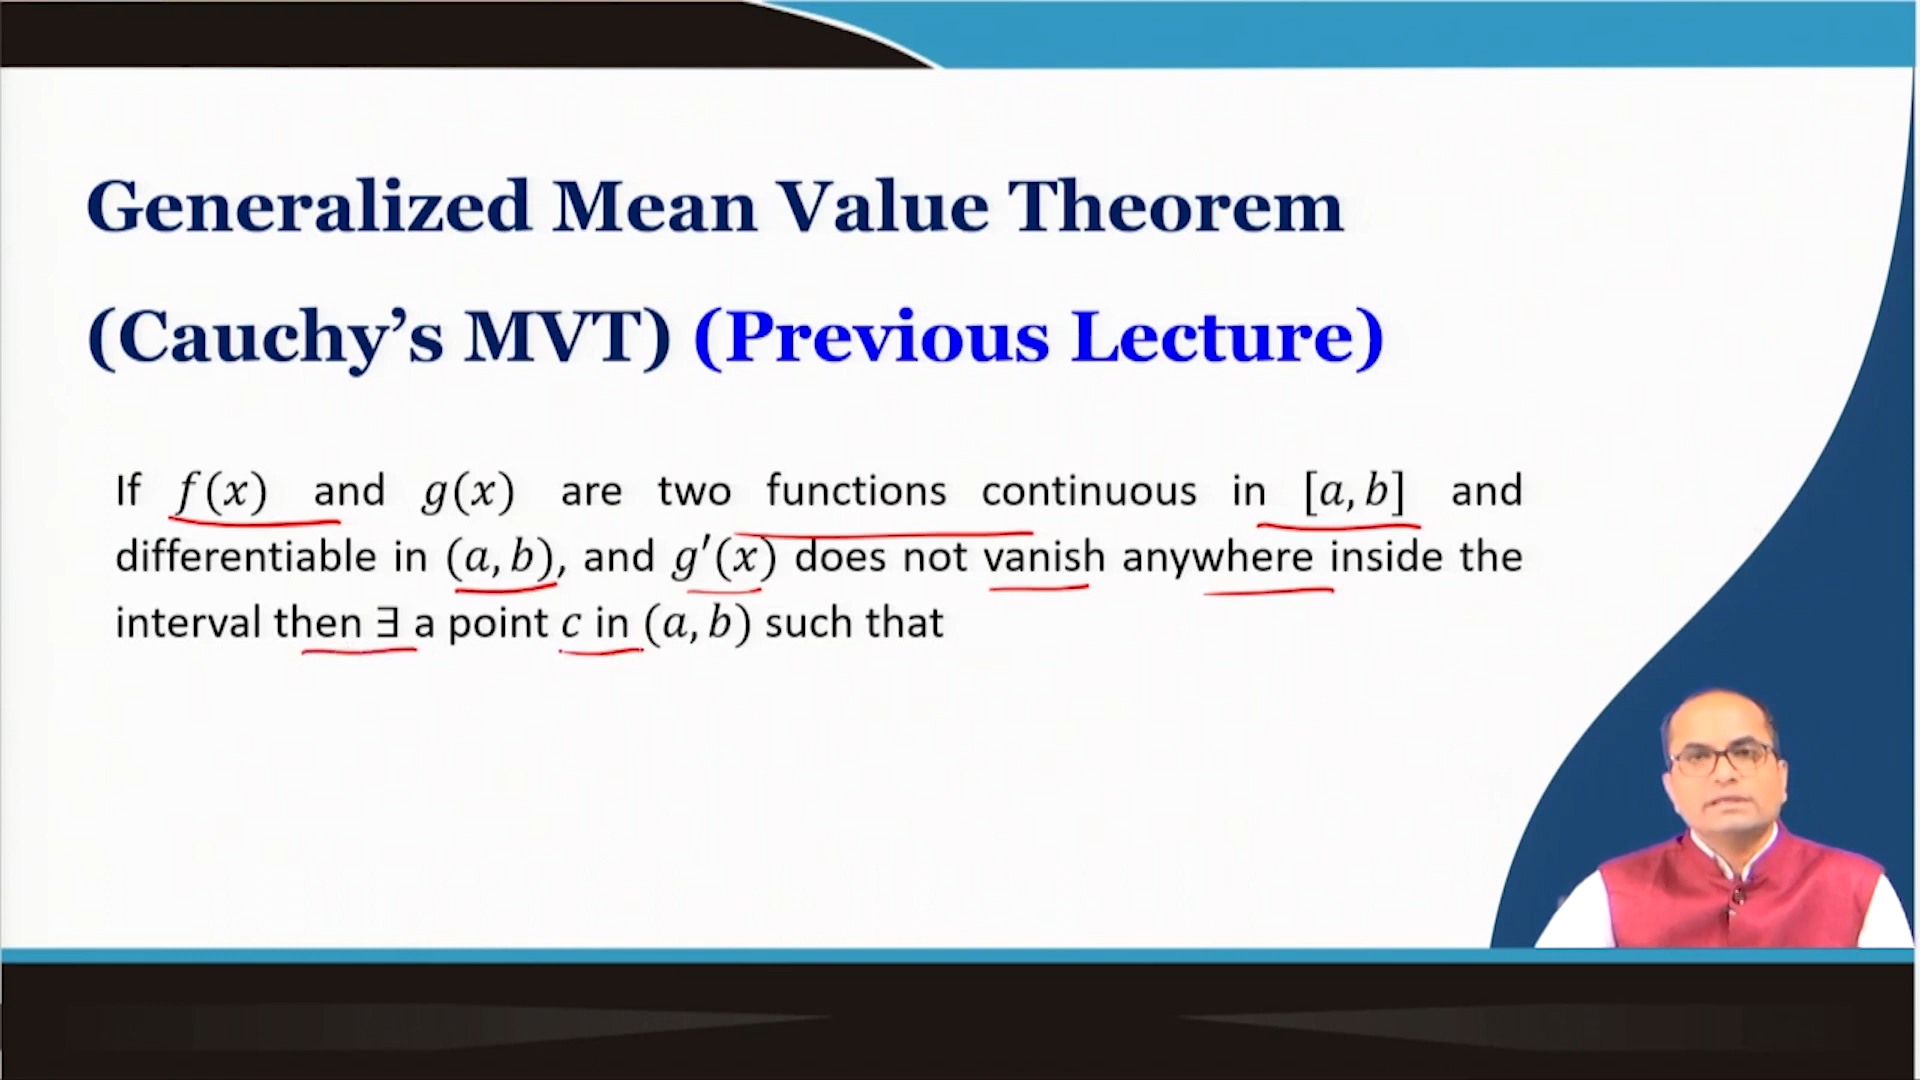 Generalized Mean Value Theorem
(Cauchy’s MVT) (Previous Lecture)
If f(x) and g(x) are two functions continuous in [a, b] and
differentiable in (a, b), and g′(x) does not vanish anywhere inside the
interval then ∃ a point c in (a, b) such that